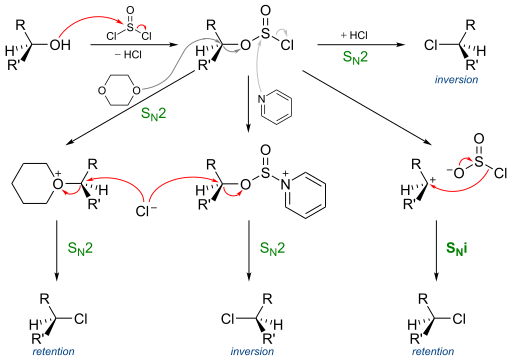 R OH H R'
O S Cl Cl
− HCl
R O S O Cl H R'
+ HCl
S_N2
R Cl H R'
inversion
O O
S_N2
N
O+ R H R'
Cl−
R O S O N+ H R'
R + H R'
−O S O Cl
S_N2
S_N2
S_Ni
R Cl H R'
retention
R Cl H R'
inversion
R Cl H R'
retention